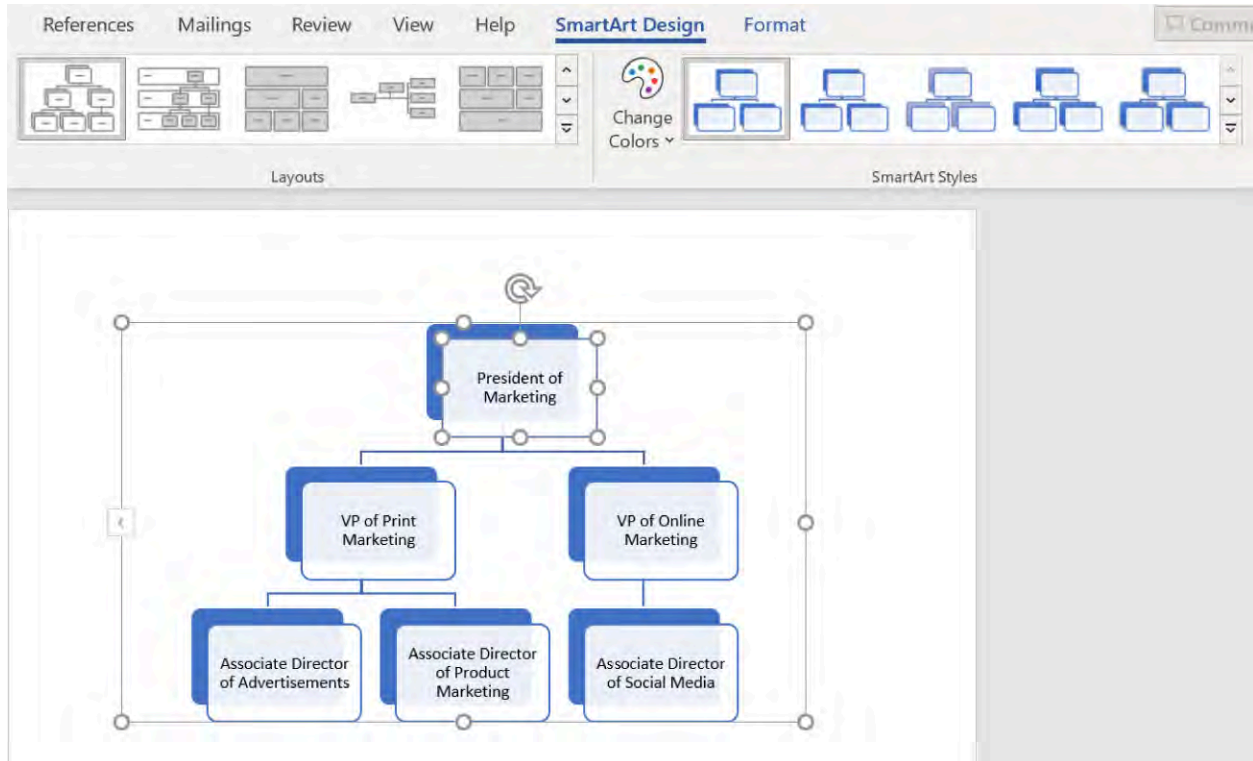 References Mailings Review View Help SmartArt Design Format
Change
Colors
Layouts
SmartArt Styles
President of
Marketing
VP of Print
Marketing
VP of Online
Marketing
Associate Director
of Advertisements
Associate Director
of Product
Marketing
Associate Director
of Social Media